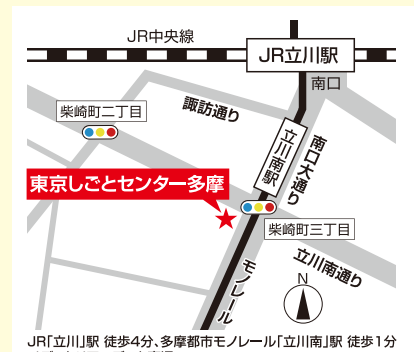 JR中央線
JR立川駅
南口
諏訪通り
柴崎町二丁目
南口大通り
立川南駅
東京しごとセンター多摩
柴崎町三丁目
立川南通り
モノレール
N
JR「立川」駅 徒歩4分、多摩都市モノレール「立川南」駅 徒歩1分